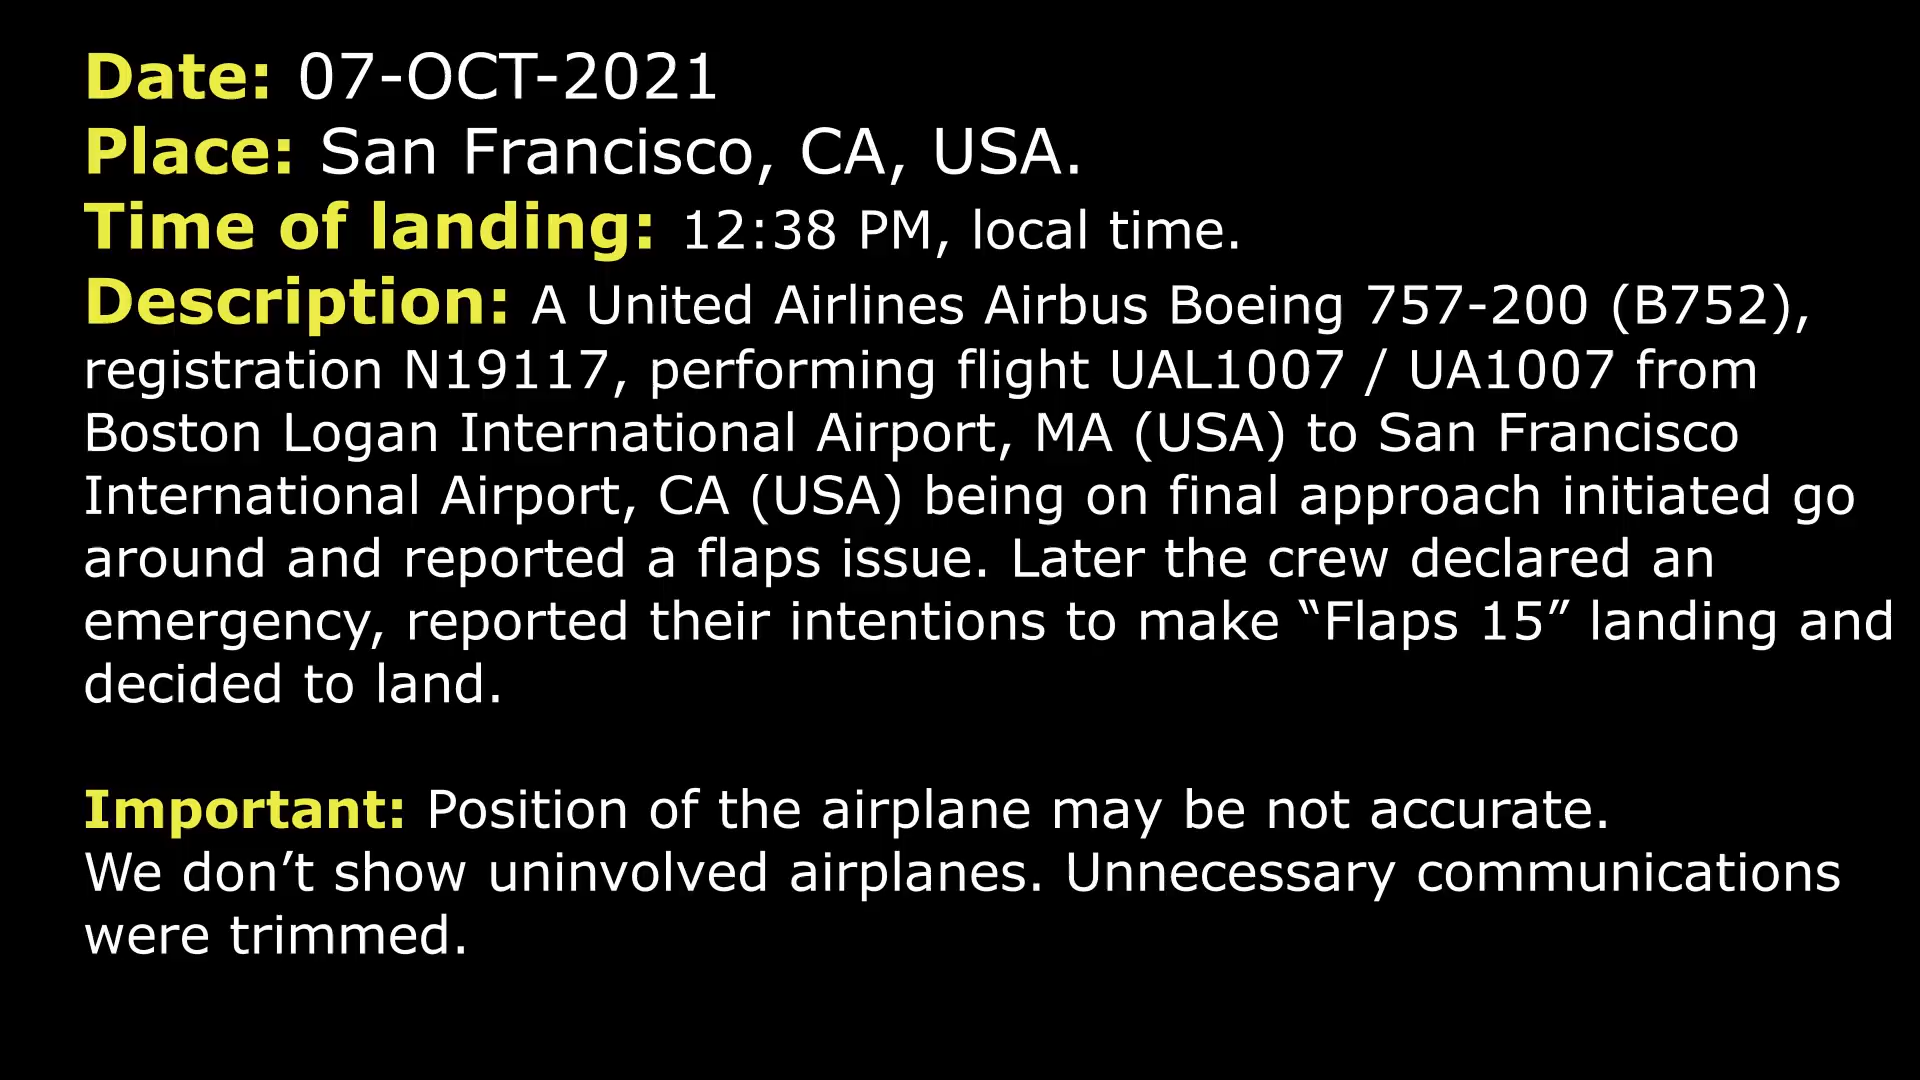 Date: 07-OCT-2021
Place: San Francisco, CA, USA.
Time of landing: 12:38 PM, local time.
Description: A United Airlines Airbus Boeing 757-200 (B752),
registration N19117, performing flight UAL1007 / UA1007 from
Boston Logan International Airport, MA (USA) to San Francisco
International Airport, CA (USA) being on final approach initiated go
around and reported a flaps issue. Later the crew declared an
emergency, reported their intentions to make “Flaps 15” landing and
decided to land.
Important: Position of the airplane may be not accurate.
We don’t show uninvolved airplanes. Unnecessary communications
were trimmed.